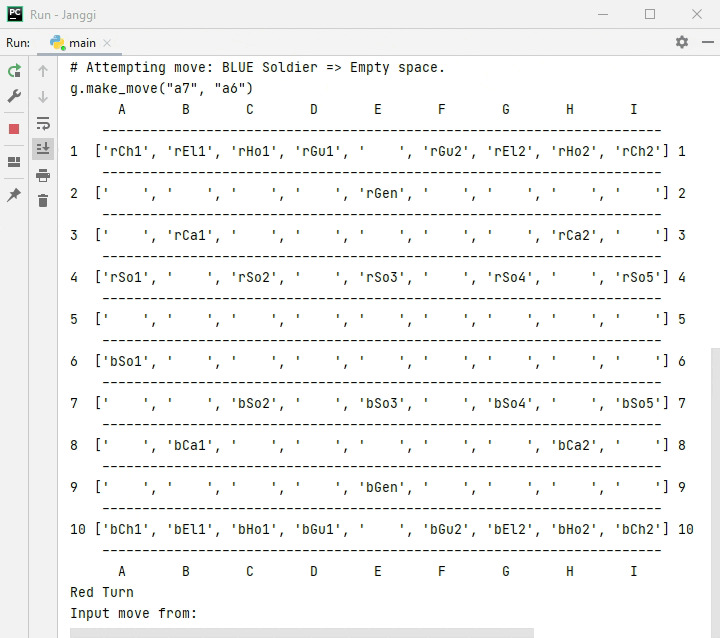 Run - Janggi
Run: main
# Attempting move: BLUE Soldier => Empty space.
g.make_move("a7", "a6")
A B C D E F G H I
----------------------------------------------------------------------
1 ['rCh1', 'rEl1', 'rHo1', 'rGu1', '    ', 'rGu2', 'rEl2', 'rHo2', 'rCh2'] 1
----------------------------------------------------------------------
2 ['    ', '    ', '    ', '    ', 'rGen', '    ', '    ', '    ', '    '] 2
----------------------------------------------------------------------
3 ['    ', 'rCa1', '    ', '    ', '    ', '    ', '    ', 'rCa2', '    '] 3
----------------------------------------------------------------------
4 ['rSo1', '    ', 'rSo2', '    ', 'rSo3', '    ', 'rSo4', '    ', 'rSo5'] 4
----------------------------------------------------------------------
5 ['    ', '    ', '    ', '    ', '    ', '    ', '    ', '    ', '    '] 5
----------------------------------------------------------------------
6 ['bSo1', '    ', '    ', '    ', '    ', '    ', '    ', '    ', '    '] 6
----------------------------------------------------------------------
7 ['    ', '    ', 'bSo2', '    ', 'bSo3', '    ', 'bSo4', '    ', 'bSo5'] 7
----------------------------------------------------------------------
8 ['    ', 'bCa1', '    ', '    ', '    ', '    ', '    ', 'bCa2', '    '] 8
----------------------------------------------------------------------
9 ['    ', '    ', '    ', '    ', 'bGen', '    ', '    ', '    ', '    '] 9
----------------------------------------------------------------------
10 ['bCh1', 'bEl1', 'bHo1', 'bGu1', '    ', 'bGu2', 'bEl2', 'bHo2', 'bCh2'] 10
----------------------------------------------------------------------
A B C D E F G H I
Red Turn
Input move from: